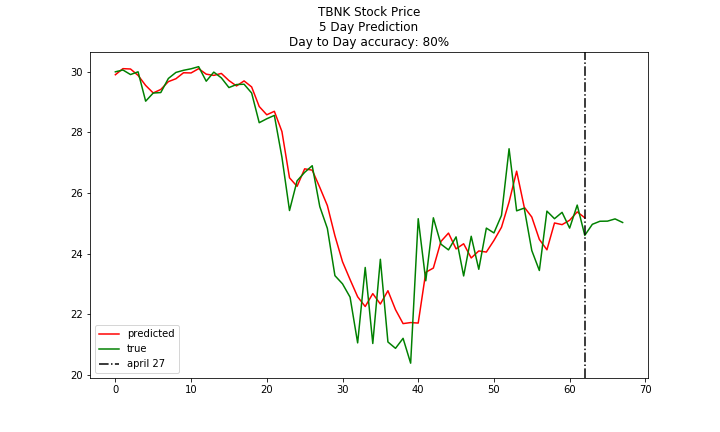 TBNK Stock Price
5 Day Prediction
Day to Day accuracy: 80%
30
28
26
24
22
20
predicted
true
april 27
0 10 20 30 40 50 60 70